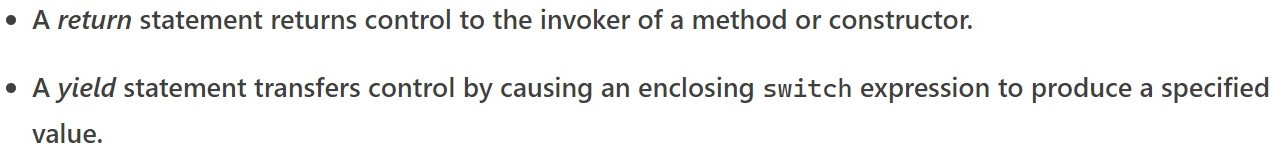 • A return statement returns control to the invoker of a method or constructor.
• A yield statement transfers control by causing an enclosing switch expression to produce a specified
value.